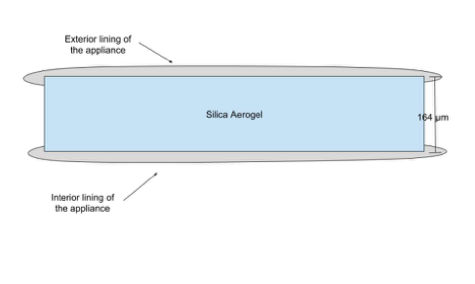 Exterior lining of
the appliance
Silica Aerogel
164 μm
Interior lining of
the appliance